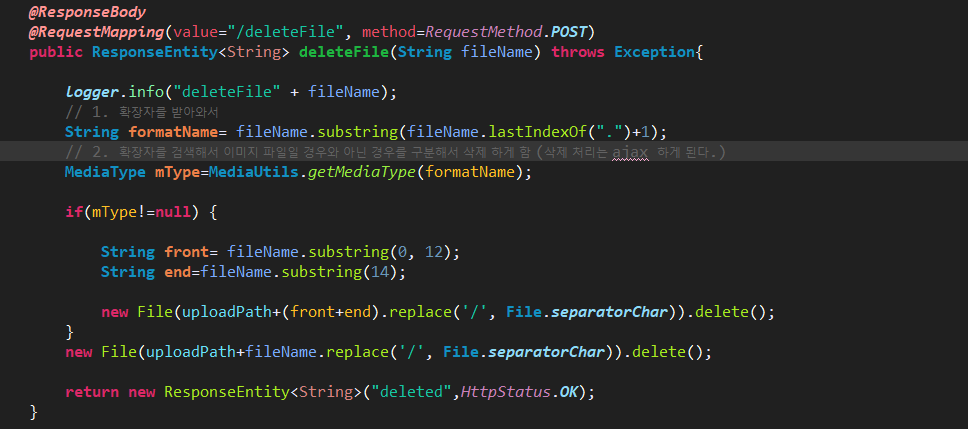 @ResponseBody
@RequestMapping(value="/deleteFile", method=RequestMethod.POST)
public ResponseEntity<String> deleteFile(String fileName) throws Exception{
logger.info("deleteFile" + fileName);
// 1. 확장자를 받아와서
String formatName= fileName.substring(fileName.lastIndexOf(".")+1);
// 2. 확장자를 검색해서 이미지 파일일 경우와 아닌 경우를 구분해서 삭제 하게 함 (삭제 처리는 ajax 하게 된다.)
MediaType mType=MediaUtils.getMediaType(formatName);
if(mType!=null) {
String front= fileName.substring(0, 12);
String end=fileName.substring(14);
new File(uploadPath+(front+end).replace('/', File.separatorChar)).delete();
}
new File(uploadPath+fileName.replace('/', File.separatorChar)).delete();
return new ResponseEntity<String>("deleted",HttpStatus.OK);
}